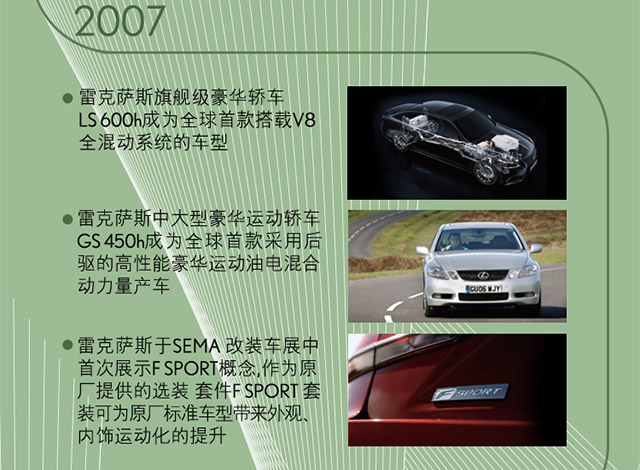 2007
雷克萨斯旗舰级豪华轿车
LS 600h成为全球首款搭载V8
全混动系统的车型
雷克萨斯中大型豪华运动轿车
GS 450h成为全球首款采用后
驱的高性能豪华运动油电混合
动力量产车
GU06 WJY
雷克萨斯于SEMA 改装车展中
首次展示F SPORT概念,作为原
厂提供的选装 套件F SPORT 套
装可为原厂标准车型带来外观、
内饰运动化的提升
F SPORT